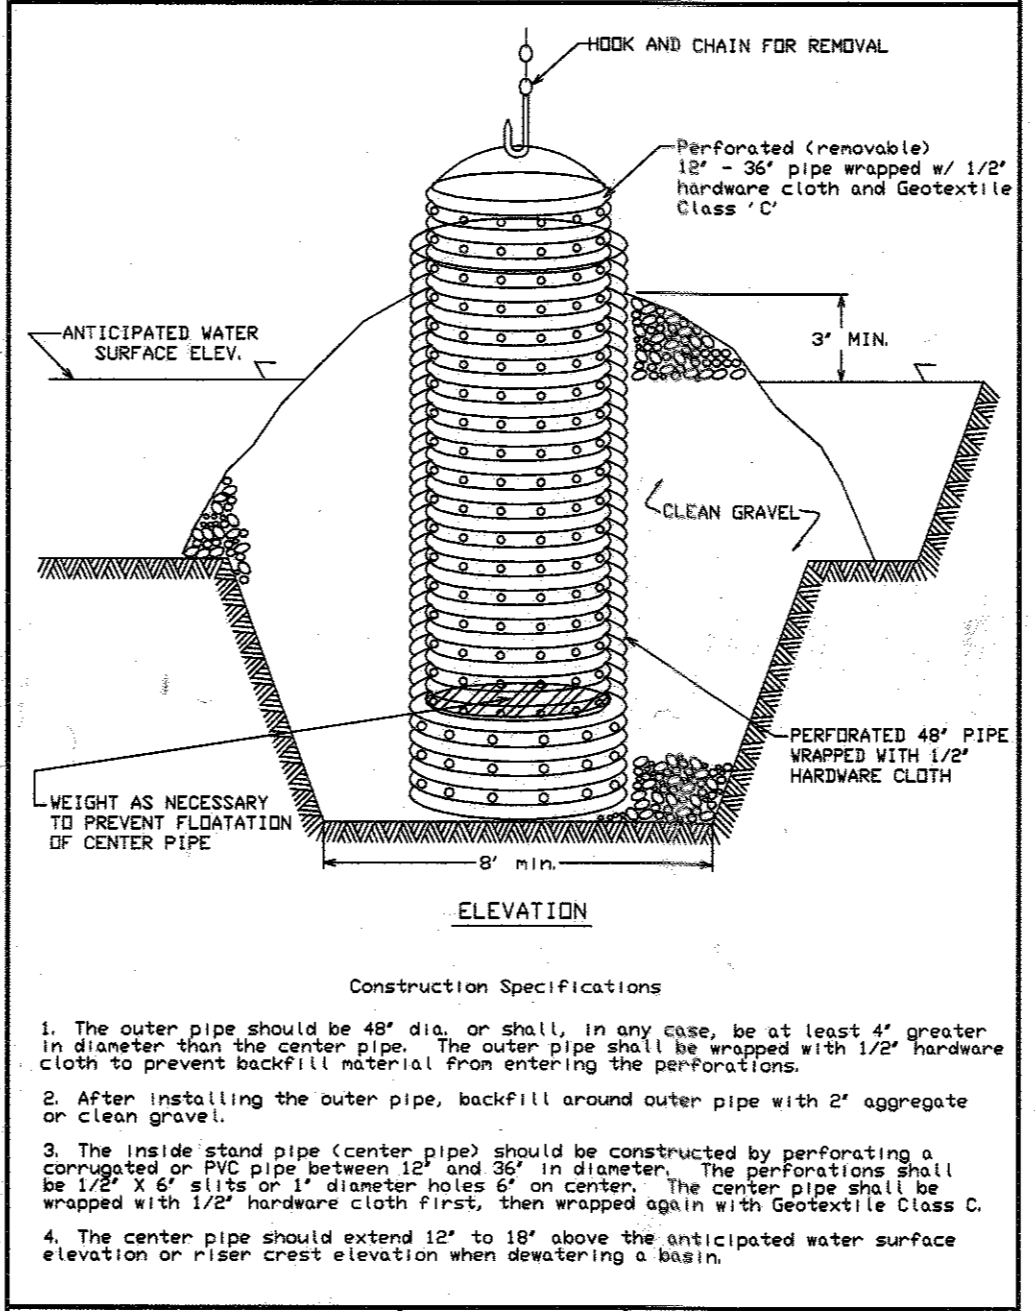 HOOK AND CHAIN FOR REMOVAL
Perforated (removable)
12" - 36" pipe wrapped w/ 1/2"
hardware cloth and Geotextile
Class 'C'
ANTICIPATED WATER
SURFACE ELEV.
3" MIN.
CLEAN GRAVEL
PERFORATED 48" PIPE
WRAPPED WITH 1/2"
HARDWARE CLOTH
WEIGHT AS NECESSARY
TO PREVENT FLOATATION
OF CENTER PIPE
8' min.
ELEVATION
Construction Specifications
1. The outer pipe should be 48" dia. or shall, in any case, be at least 4" greater
in diameter than the center pipe. The outer pipe shall be wrapped with 1/2" hardware
cloth to prevent backfill material from entering the perforations.
2. After installing the outer pipe, backfill around outer pipe with 2" aggregate
or clean gravel.
3. The inside stand pipe (center pipe) should be constructed by perforating a
corrugated or PVC pipe between 12" and 36" in diameter. The perforations shall
be 1/2" X 6" slits or 1" diameter holes 6" on center. The center pipe shall be
wrapped with 1/2" hardware cloth first, then wrapped again with Geotextile Class C.
4. The center pipe should extend 12" to 18" above the anticipated water surface
elevation or riser crest elevation when dewatering a basin.